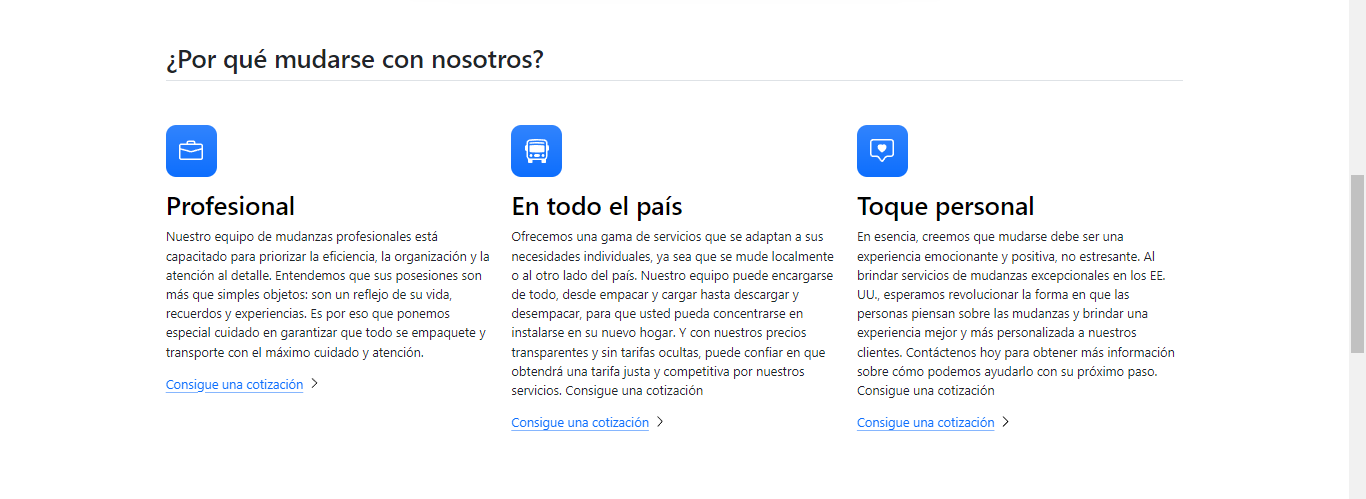 ¿Por qué mudarse con nosotros?
Profesional
Nuestro equipo de mudanzas profesionales está
capacitado para priorizar la eficiencia, la organización y la
atención al detalle. Entendemos que sus posesiones son
más que simples objetos: son un reflejo de su vida,
recuerdos y experiencias. Es por eso que ponemos
especial cuidado en garantizar que todo se empaquete y
transporte con el máximo cuidado y atención.
Consigue una cotización
En todo el país
Ofrecemos una gama de servicios que se adaptan a sus
necesidades individuales, ya sea que se mude localmente
o al otro lado del país. Nuestro equipo puede encargarse
de todo, desde empacar y cargar hasta descargar y
desempacar, para que usted pueda concentrarse en
instalarse en su nuevo hogar. Y con nuestros precios
transparentes y sin tarifas ocultas, puede confiar en que
obtendrá una tarifa justa y competitiva por nuestros
servicios. Consigue una cotización
Consigue una cotización
Toque personal
En esencia, creemos que mudarse debe ser una
experiencia emocionante y positiva, no estresante. Al
brindar servicios de mudanzas excepcionales en los EE.
UU., esperamos revolucionar la forma en que las
personas piensan sobre las mudanzas y brindar una
experiencia mejor y más personalizada a nuestros
clientes. Contáctenos hoy para obtener más información
sobre cómo podemos ayudarlo con su próximo paso.
Consigue una cotización
Consigue una cotización